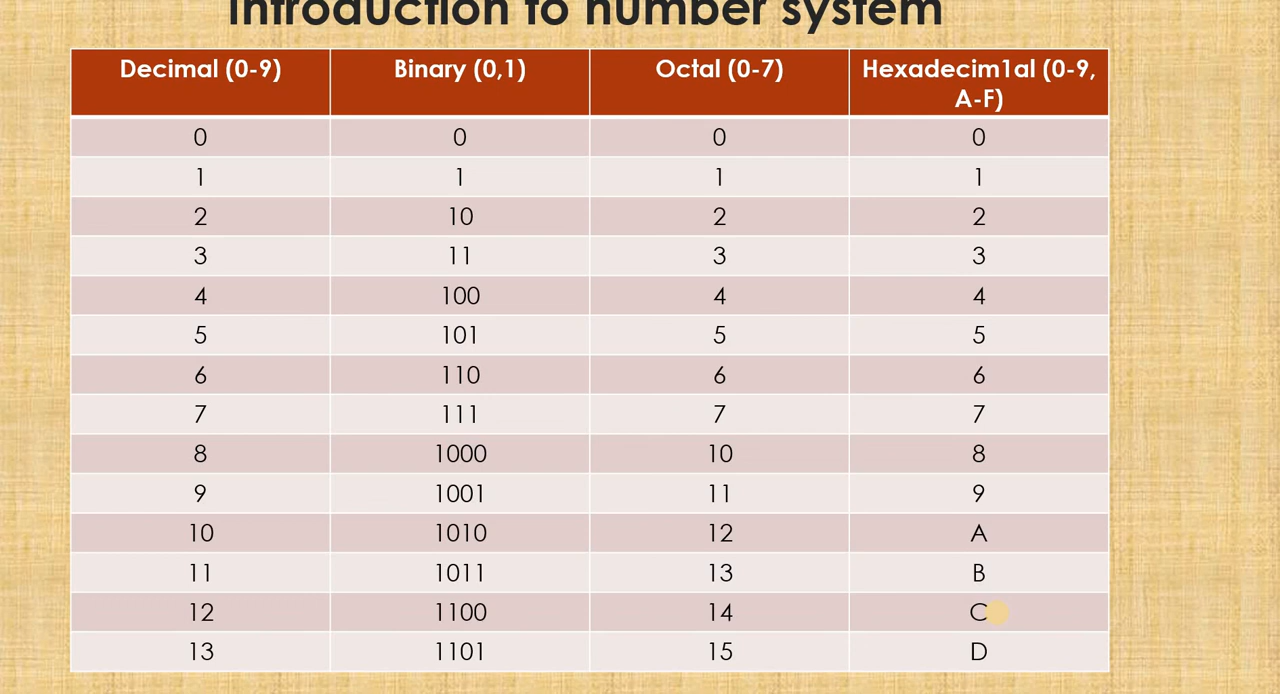 Introduction to number system
Decimal (0-9) Binary (0,1) Octal (0-7) Hexadecim1al (0-9,
A-F)
0 0 0 0
1 1 1 1
2 10 2 2
3 11 3 3
4 100 4 4
5 101 5 5
6 110 6 6
7 111 7 7
8 1000 10 8
9 1001 11 9
10 1010 12 A
11 1011 13 B
12 1100 14 C
13 1101 15 D